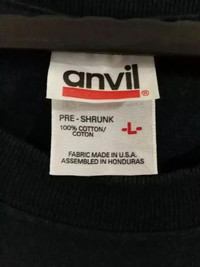 anvil®
PRE-SHRUNK
100% COTTON/
COTON
-L-
FABRIC MADE IN U.S.A.
ASSEMBLED IN HONDURAS